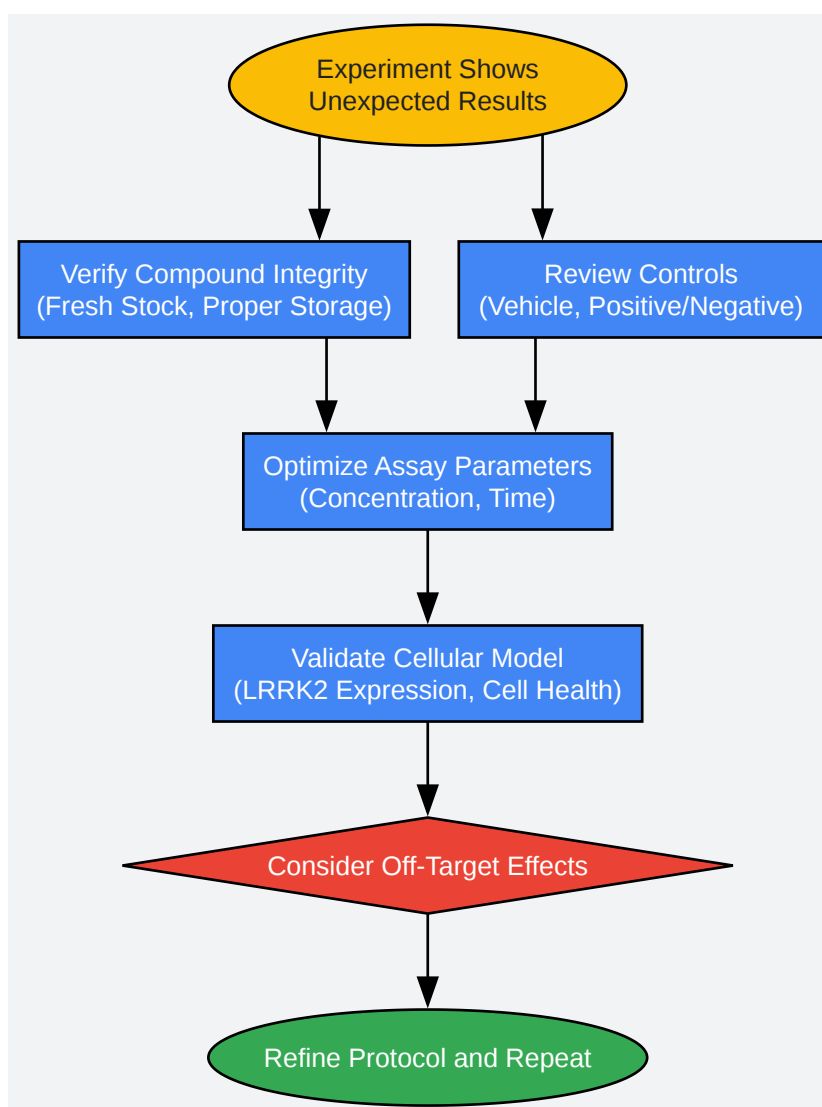 Experiment Shows
Unexpected Results
Verify Compound Integrity
(Fresh Stock, Proper Storage)
Review Controls
(Vehicle, Positive/Negative)
Optimize Assay Parameters
(Concentration, Time)
Validate Cellular Model
(LRRK2 Expression, Cell Health)
Consider Off-Target Effects
Refine Protocol and Repeat